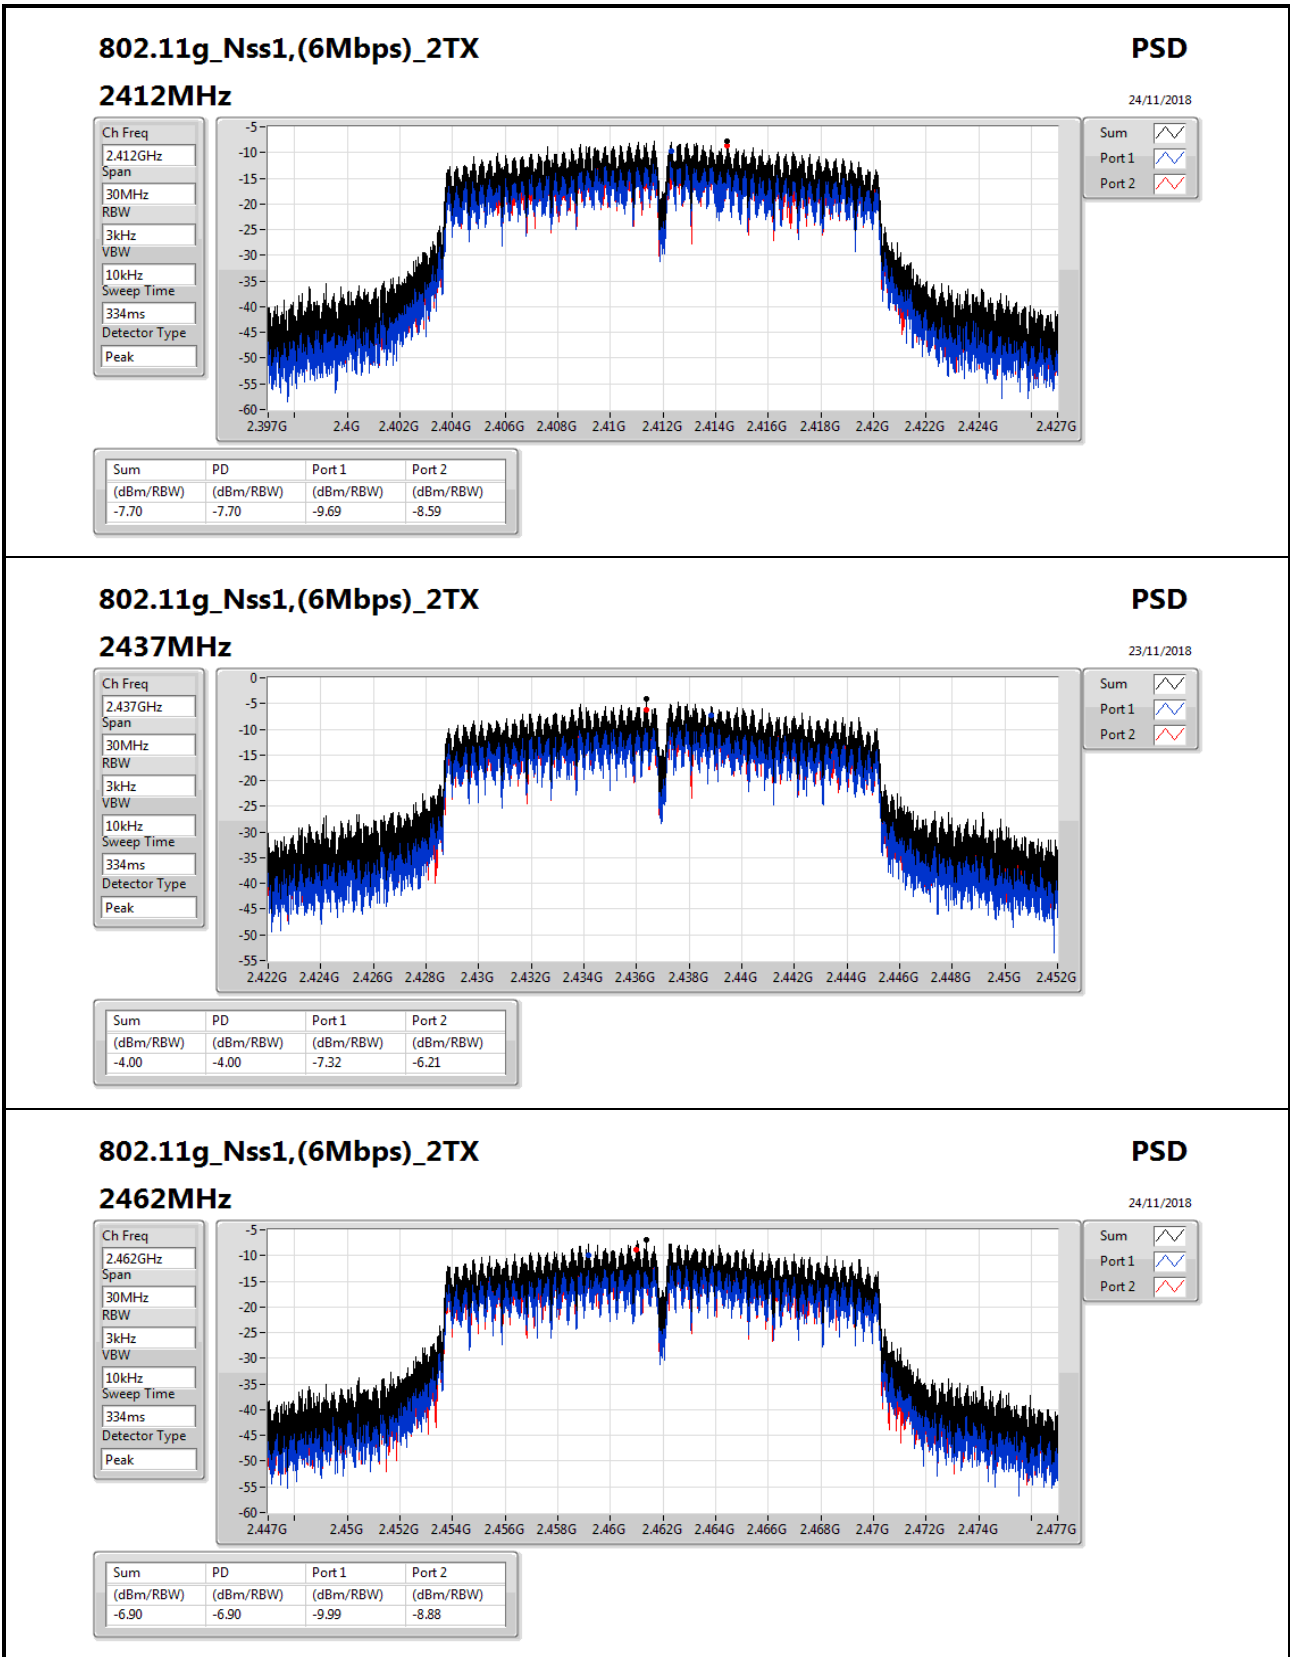 802.11g_Nss1,(6Mbps)_2TX PSD
2412MHz 24/11/2018
Ch Freq
2.412GHz
Span
30MHz
RBW
3kHz
VBW
10kHz
Sweep Time
334ms
Detector Type
Peak
-5
-10
-15
-20
-25
-30
-35
-40
-45
-50
-55
-60
2.397G 2.4G 2.402G 2.404G 2.406G 2.408G 2.41G 2.412G 2.414G 2.416G 2.418G 2.42G 2.422G 2.424G 2.427G
Sum
Port 1
Port 2
Sum PD Port 1 Port 2
(dBm/RBW) (dBm/RBW) (dBm/RBW) (dBm/RBW)
-7.70 -7.70 -9.69 -8.59
802.11g_Nss1,(6Mbps)_2TX PSD
2437MHz 23/11/2018
Ch Freq
2.437GHz
Span
30MHz
RBW
3kHz
VBW
10kHz
Sweep Time
334ms
Detector Type
Peak
0
-5
-10
-15
-20
-25
-30
-35
-40
-45
-50
-55
2.422G 2.424G 2.426G 2.428G 2.43G 2.432G 2.434G 2.436G 2.438G 2.44G 2.442G 2.444G 2.446G 2.448G 2.45G 2.452G
Sum
Port 1
Port 2
Sum PD Port 1 Port 2
(dBm/RBW) (dBm/RBW) (dBm/RBW) (dBm/RBW)
-4.00 -4.00 -7.32 -6.21
802.11g_Nss1,(6Mbps)_2TX PSD
2462MHz 24/11/2018
Ch Freq
2.462GHz
Span
30MHz
RBW
3kHz
VBW
10kHz
Sweep Time
334ms
Detector Type
Peak
-5
-10
-15
-20
-25
-30
-35
-40
-45
-50
-55
-60
2.447G 2.45G 2.452G 2.454G 2.456G 2.458G 2.46G 2.462G 2.464G 2.466G 2.468G 2.47G 2.472G 2.474G 2.477G
Sum
Port 1
Port 2
Sum PD Port 1 Port 2
(dBm/RBW) (dBm/RBW) (dBm/RBW) (dBm/RBW)
-6.90 -6.90 -9.99 -8.88